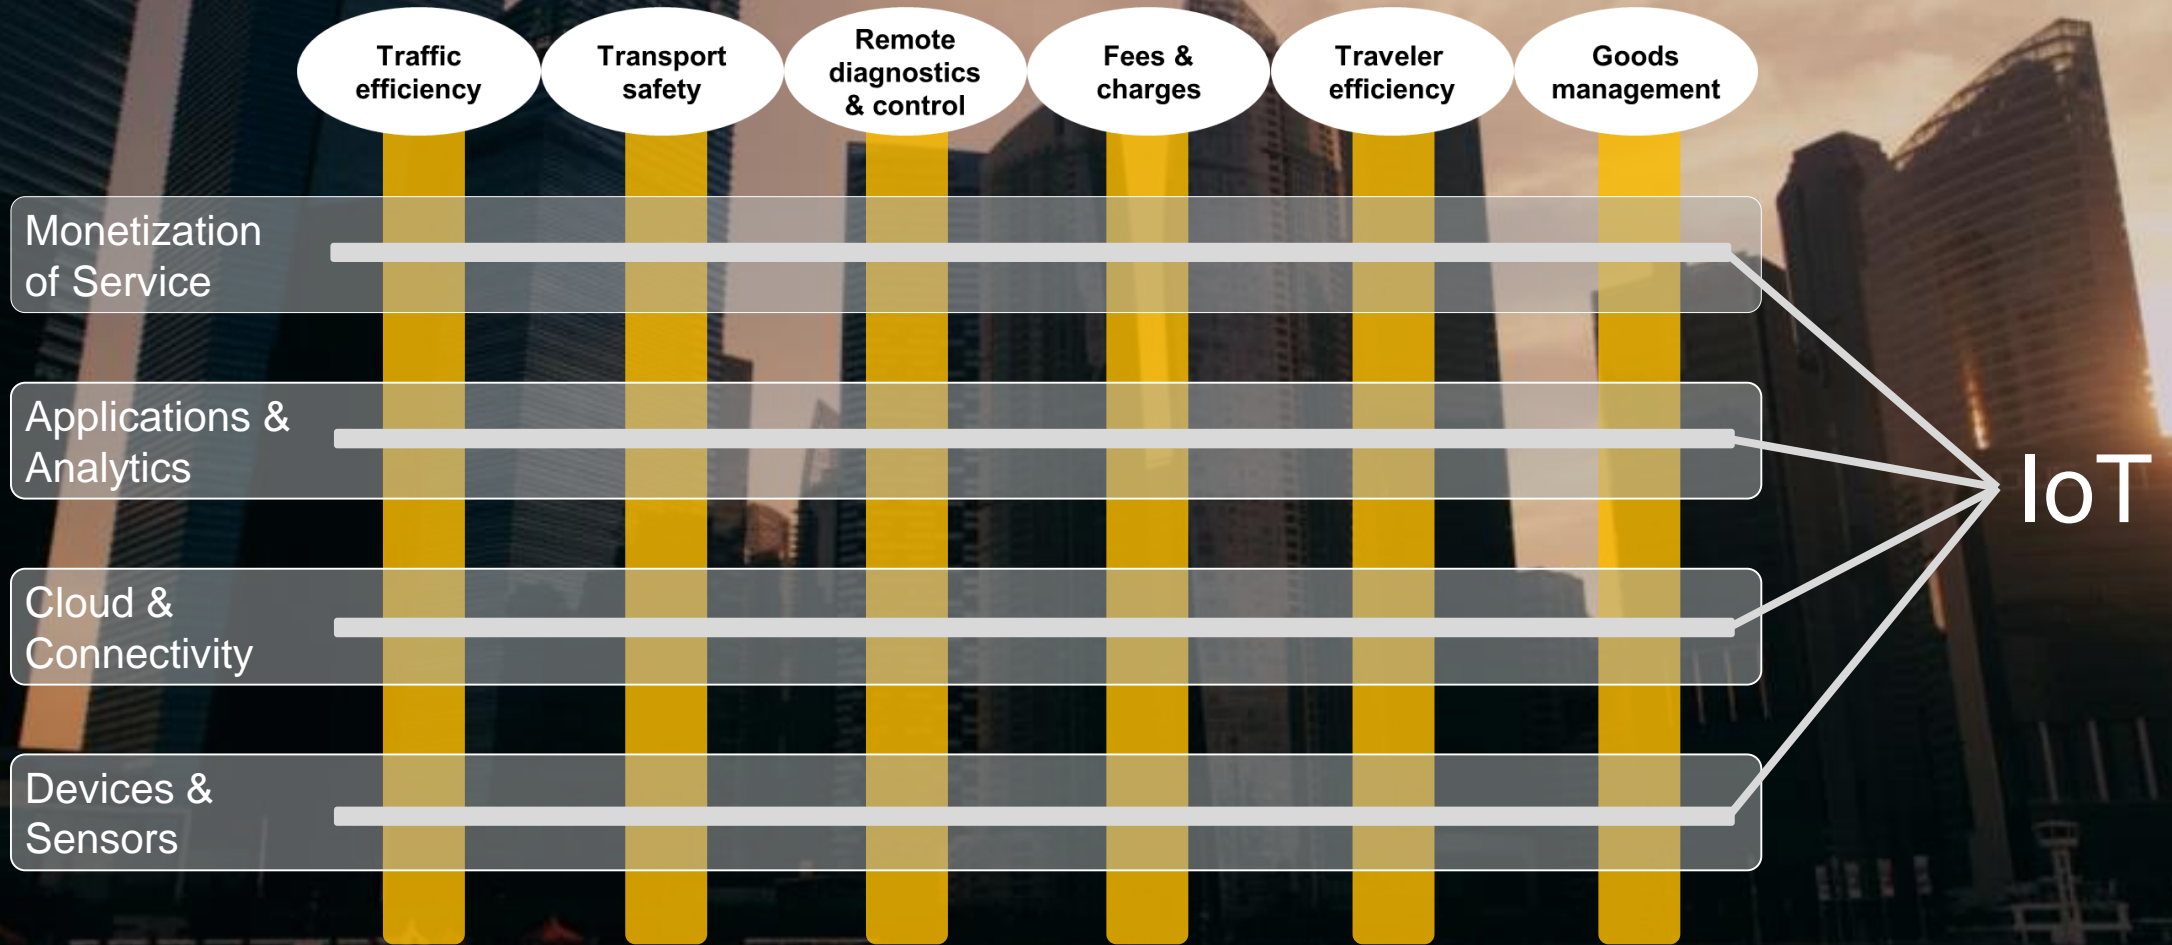 Traffic
efficiency
Transport
safety
Remote
diagnostics
& control
Fees &
charges
Traveler
efficiency
Goods
management
Monetization
of Service
Applications &
Analytics
Cloud &
Connectivity
Devices &
Sensors
IoT